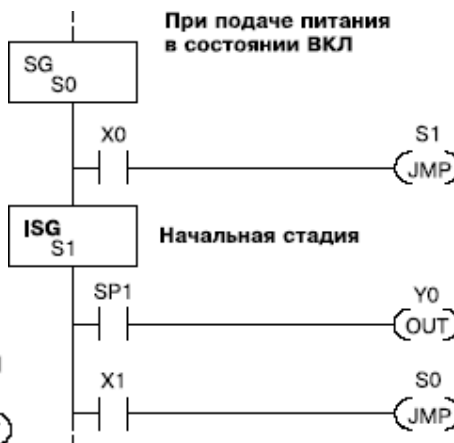 При подаче питания
в состоянии ВКЛ
SG
S0
X0
S1
JMP
ISG
S1
Начальная стадия
SP1
Y0
OUT
X1
S0
JMP